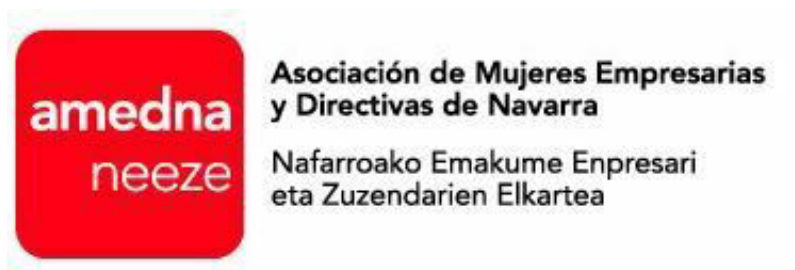 amedna
neeze
Asociación de Mujeres Empresarias
y Directivas de Navarra
Nafarroako Emakume Enpresari
eta Zuzendarien Elkartea